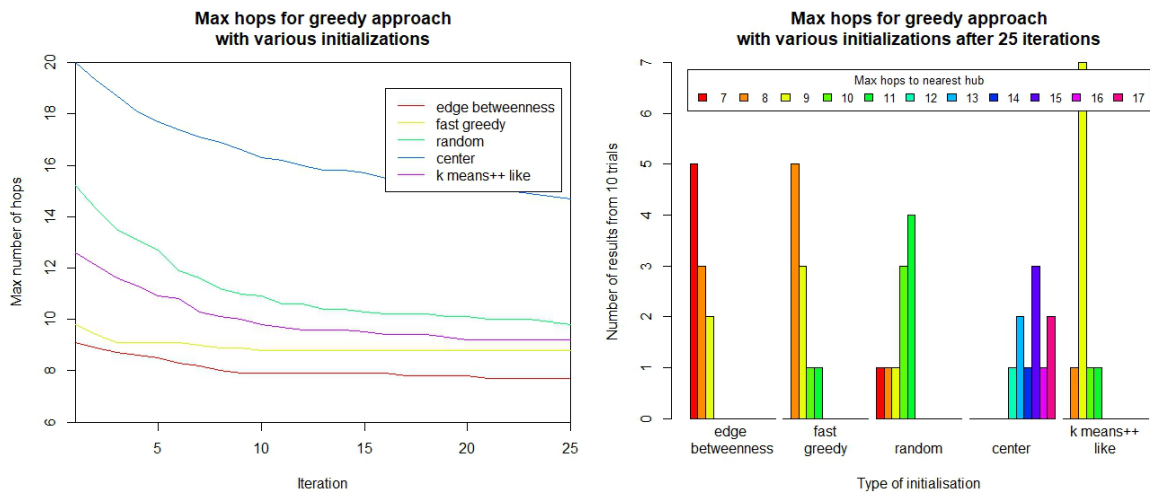 Max hops for greedy approach
with various initializations
Max number of hops
20
18
16
14
12
10
8
6
edge betweenness
fast greedy
random
center
k means++ like
5
10
15
20
25
Iteration
Max hops for greedy approach
with various initializations after 25 iterations
Number of results from 10 trials
7
6
5
4
3
2
1
0
Max hops to nearest hub
7 8 9 10 11 12 13 14 15 16 17
edge
betweenness
fast
greedy
random
center
k means++
like
Type of initialisation